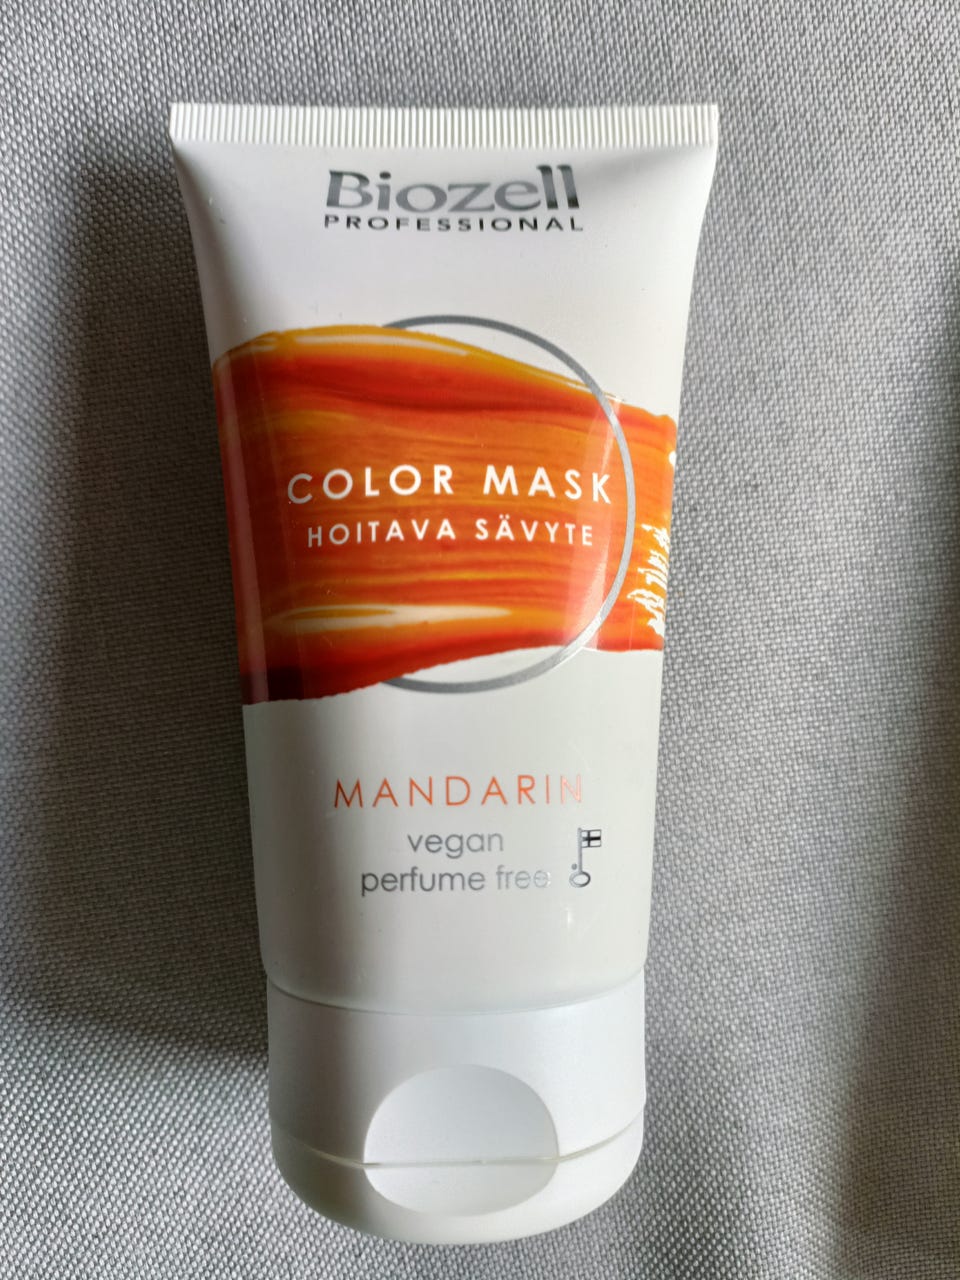 Biozell
PROFESSIONAL
COLOR MASK
HOITAVA SÄVYTE
MANDARIN
vegan
perfume free